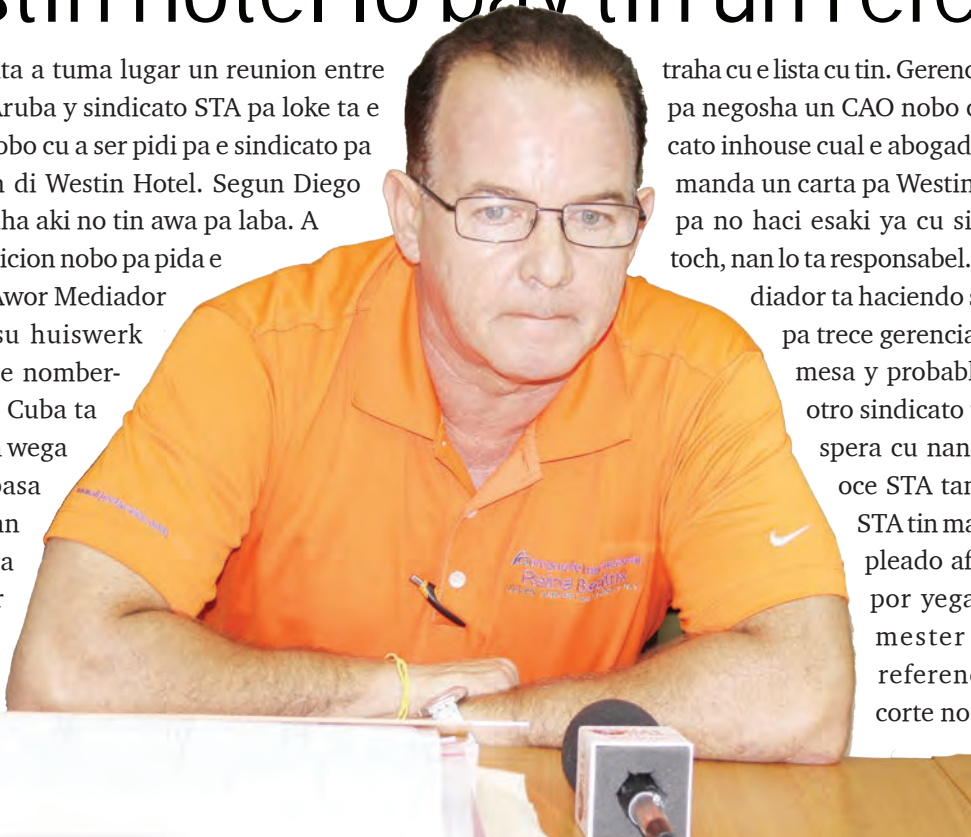 stin hotel lo bay tin un refe
ta a tuma lugar un reunion entre
Aruba y sindicato STA pa loke ta e
obo cu a ser pidi pa e sindicato pa
n di Westin Hotel. Segun Diego
ha aki no tin awa pa laba. A
icion nobo pa pida e
Awor Mediador
su huiswerk
e nomber-
Cuba ta
wega
pasa
an
a
r
traha cu e lista cu tin. Geren
pa negosha un CAO nobo
cato inhouse cual e abogad
manda un carta pa Westin
pa no haci esaki ya cu si
toch, nan lo ta responsabel.
diador ta haciendo
pa trece gerencia
mesa y probabl
otro sindicato
spera cu nan
oce STA tan
STA tin ma
pleado af
por yega
mester
referen
corte no
Reina Beatrix